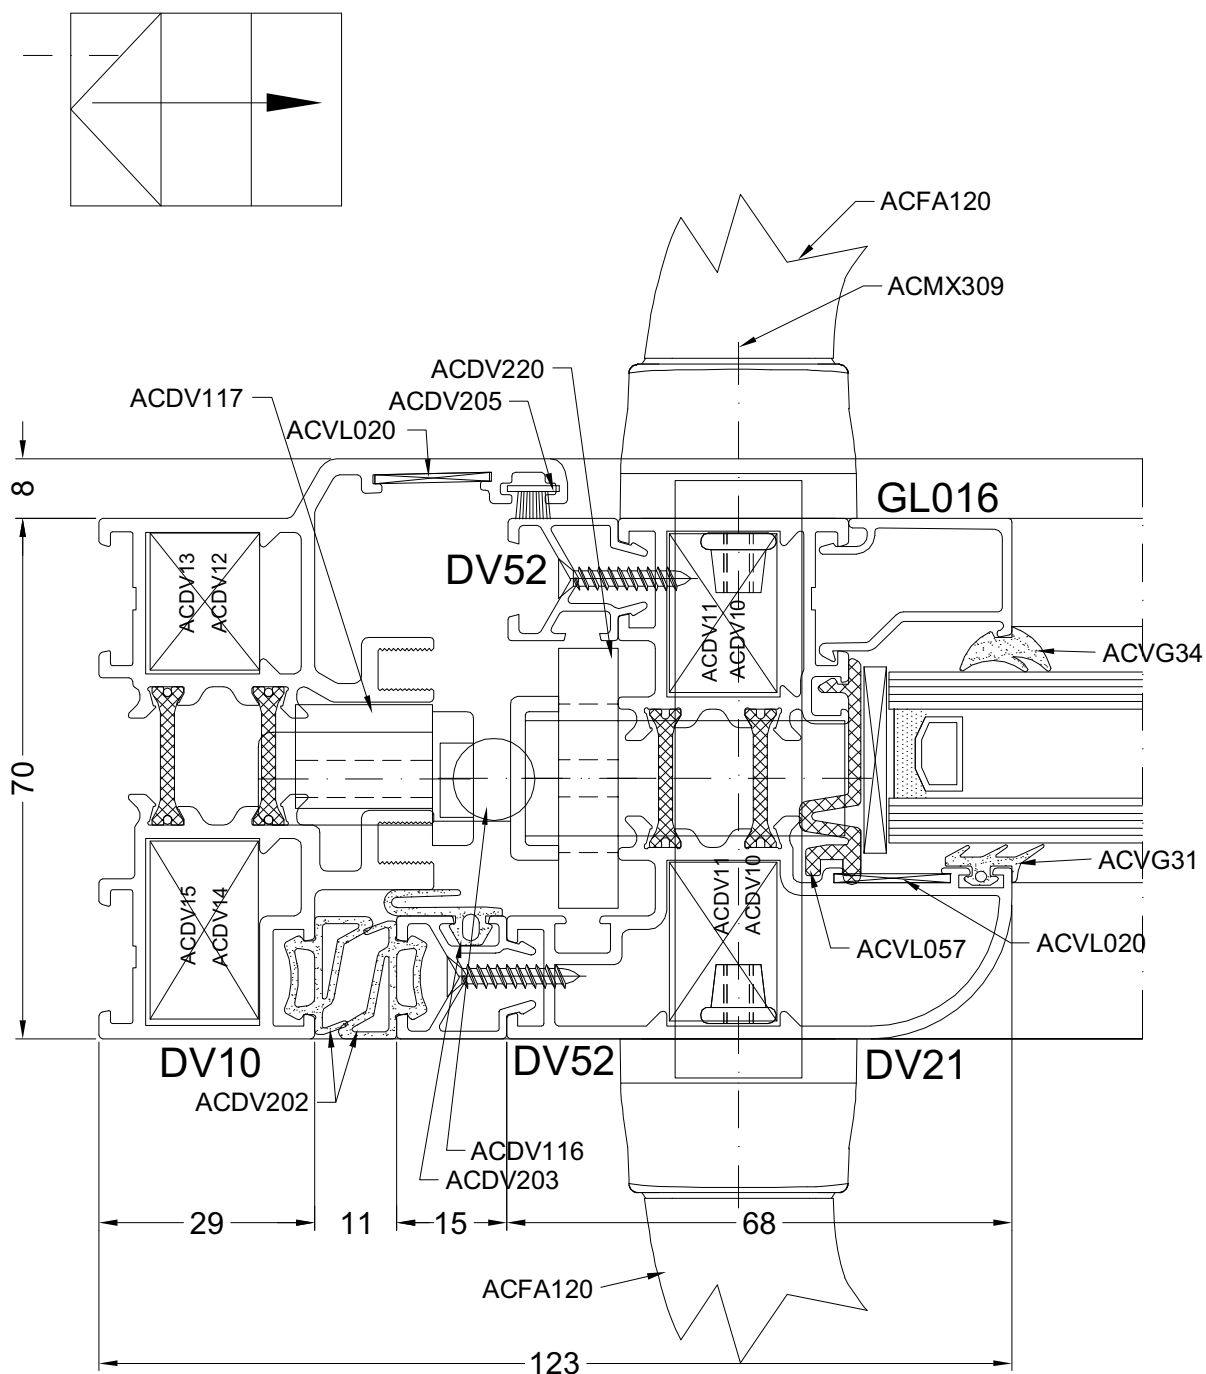 ACFA120
ACMX309
ACDV220
ACDV117
ACDV205
ACVL020
8
GL016
DV52
ACDV13
ACDV12
ACDV11
ACDV10
ACVG34
70
ACVG31
ACDV15
ACDV14
ACDV11
ACDV10
ACVL057
ACVL020
DV10
DV52
DV21
ACDV202
ACDV116
ACDV203
29
11
15
68
ACFA120
123